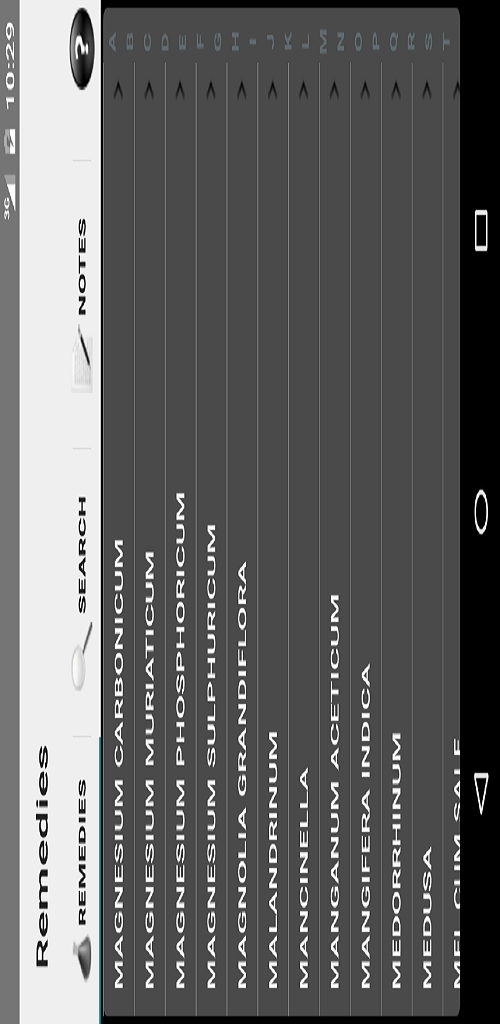 3G 10:29
Remedies
REMEDIES SEARCH NOTES ?
MAGNESIUM CARBONICUM
MAGNESIUM MURIATICUM
MAGNESIUM PHOSPHORICUM
MAGNESIUM SULPHURICUM
MAGNOLIA GRANDIFLORA
MALANDRINUM
MANCINELLA
MANGANUM ACETICUM
MANGIFERA INDICA
MEDORRHINUM
MEDUSA
MEL CUM SALE
A
B
C
D
E
F
G
H
I
J
K
L
M
N
O
P
Q
R
S
T